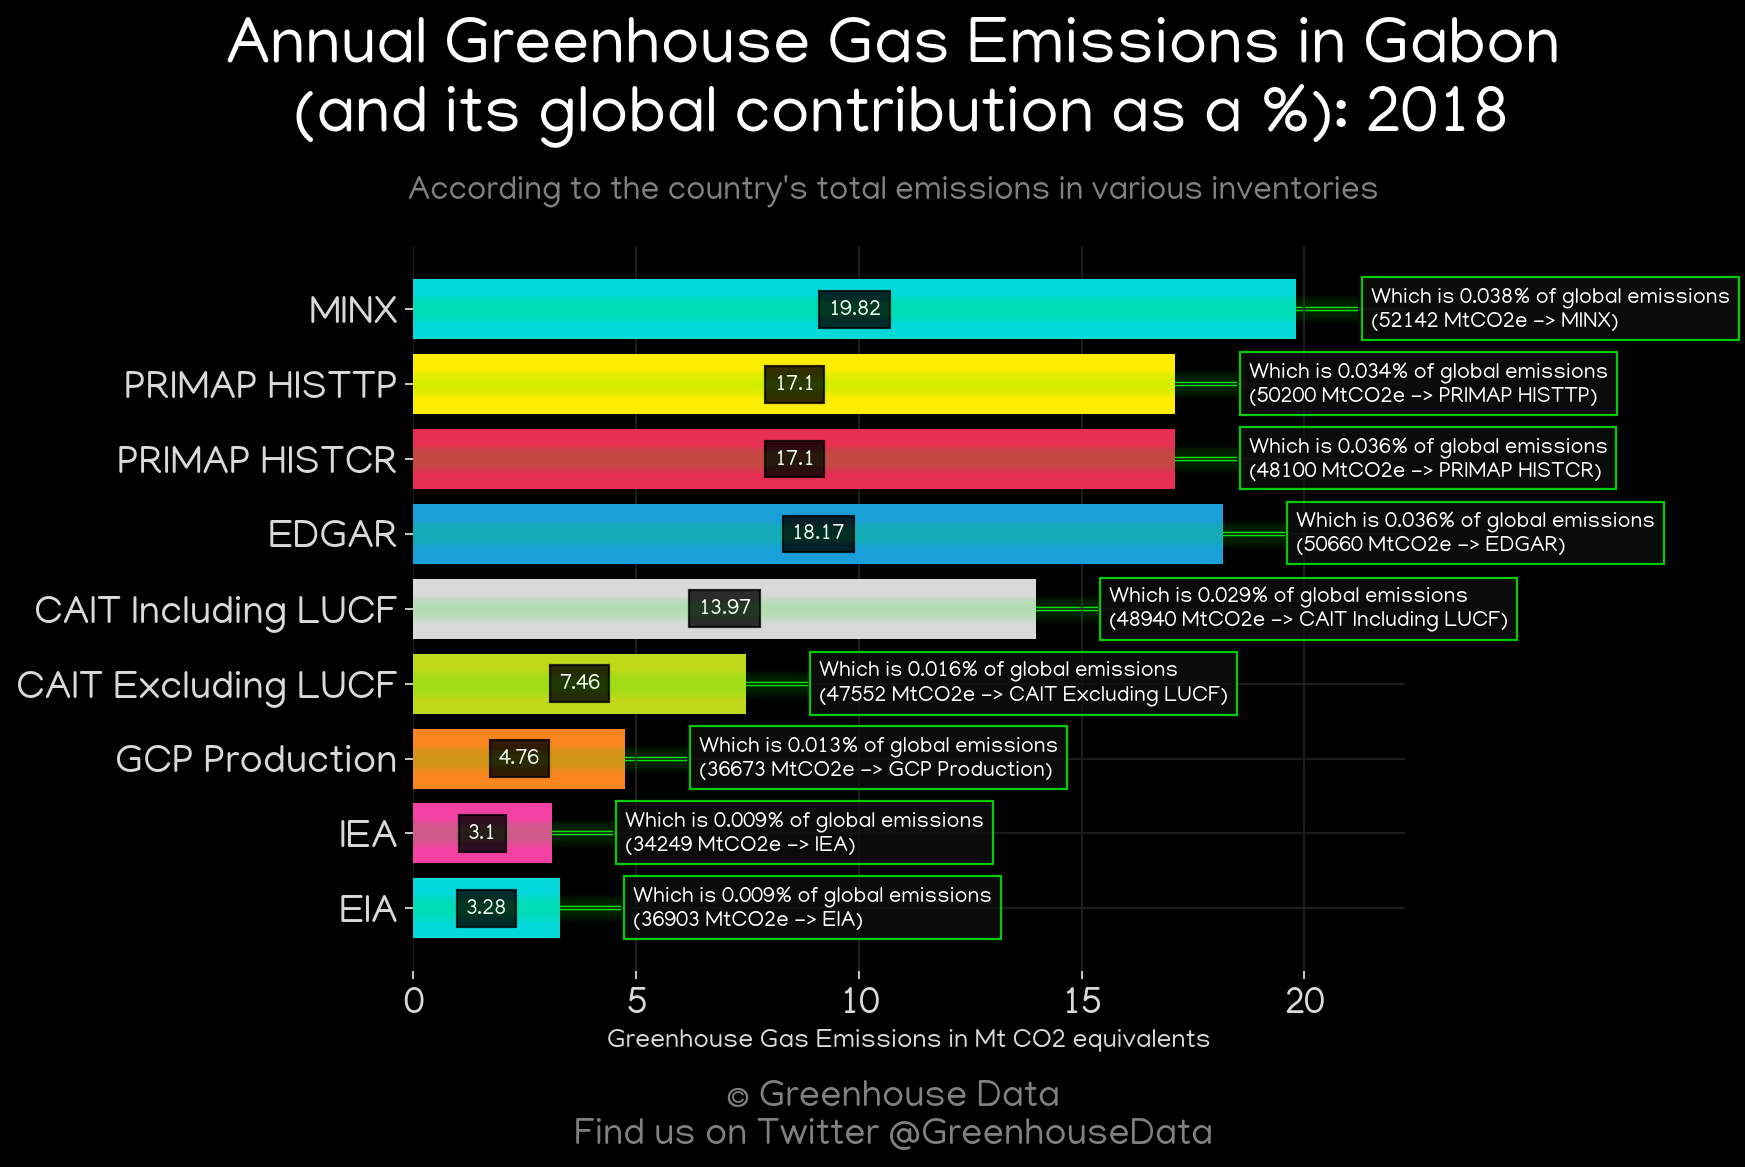 Annual Greenhouse Gas Emissions in Gabon
(and its global contribution as a %): 2018
According to the country's total emissions in various inventories
MINX
19.82
Which is 0.038% of global emissions
(52142 MtCO2e -> MINX)
PRIMAP HISTTP
17.1
Which is 0.034% of global emissions
(50200 MtCO2e -> PRIMAP HISTTP)
PRIMAP HISTCR
17.1
Which is 0.036% of global emissions
(48100 MtCO2e -> PRIMAP HISTCR)
EDGAR
18.17
Which is 0.036% of global emissions
(50660 MtCO2e -> EDGAR)
CAIT Including LUCF
13.97
Which is 0.029% of global emissions
(48940 MtCO2e -> CAIT Including LUCF)
CAIT Excluding LUCF
7.46
Which is 0.016% of global emissions
(47552 MtCO2e -> CAIT Excluding LUCF)
GCP Production
4.76
Which is 0.013% of global emissions
(36673 MtCO2e -> GCP Production)
IEA
3.1
Which is 0.009% of global emissions
(34249 MtCO2e -> IEA)
EIA
3.28
Which is 0.009% of global emissions
(36903 MtCO2e -> EIA)
0 5 10 15 20
Greenhouse Gas Emissions in Mt CO2 equivalents
© Greenhouse Data
Find us on Twitter @GreenhouseData